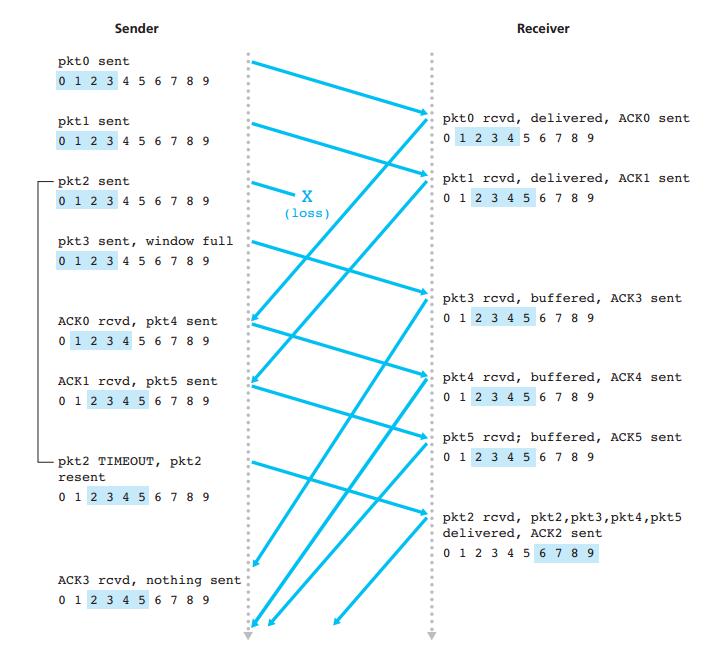 Sender
pkt0 sent
0 1 2 3 4 5 6 7 8 9
pkt1 sent
0 1 2 3 4 5 6 7 8 9
pkt2 sent
0 1 2 3 4 5 6 7 8 9
pkt3 sent, window full
0 1 2 3 4 5 6 7 8 9
ACK0 rcvd, pkt4 sent
0 1 2 3 4 5 6 7 8 9
ACK1 rcvd, pkt5 sent
0 1 2 3 4 5 6 7 8 9
pkt2 TIMEOUT, pkt2
resent
0 1 2 3 4 5 6 7 8 9
ACK3 rcvd, nothing sent
0 1 2 3 4 5 6 7 8 9
X
(loss)
Receiver
pkt0 rcvd, delivered, ACK0 sent
0 1 2 3 4 5 6 7 8 9
pkt1 rcvd, delivered, ACK1 sent
0 1 2 3 4 5 6 7 8 9
pkt3 rcvd, buffered, ACK3 sent
0 1 2 3 4 5 6 7 8 9
pkt4 rcvd, buffered, ACK4 sent
0 1 2 3 4 5 6 7 8 9
pkt5 rcvd; buffered, ACK5 sent
0 1 2 3 4 5 6 7 8 9
pkt2 rcvd, pkt2,pkt3,pkt4,pkt5
delivered, ACK2 sent
0 1 2 3 4 5 6 7 8 9